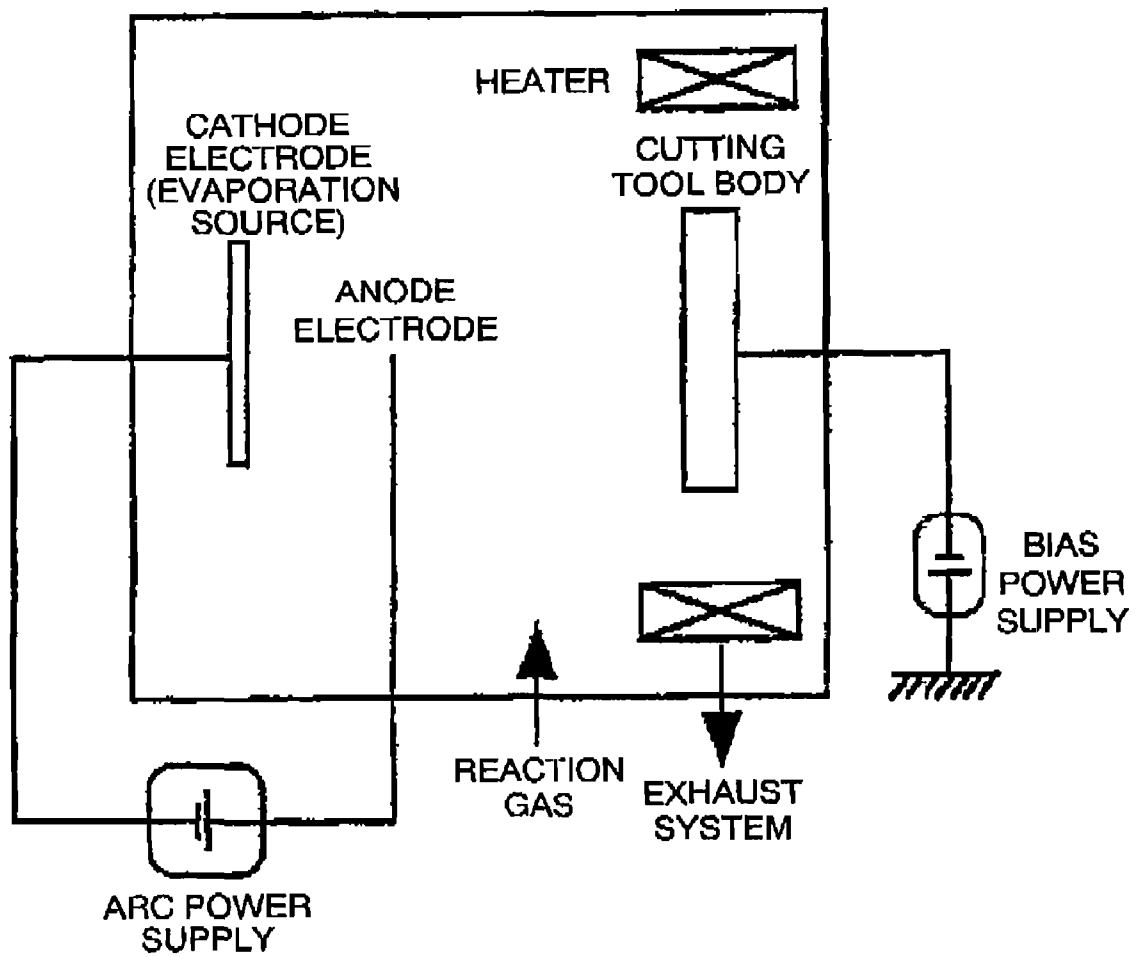 HEATER
CATHODE
ELECTRODE
(EVAPORATION
SOURCE)
CUTTING
TOOL BODY
ANODE
ELECTRODE
BIAS
POWER
SUPPLY
REACTION
GAS
EXHAUST
SYSTEM
ARC POWER
SUPPLY